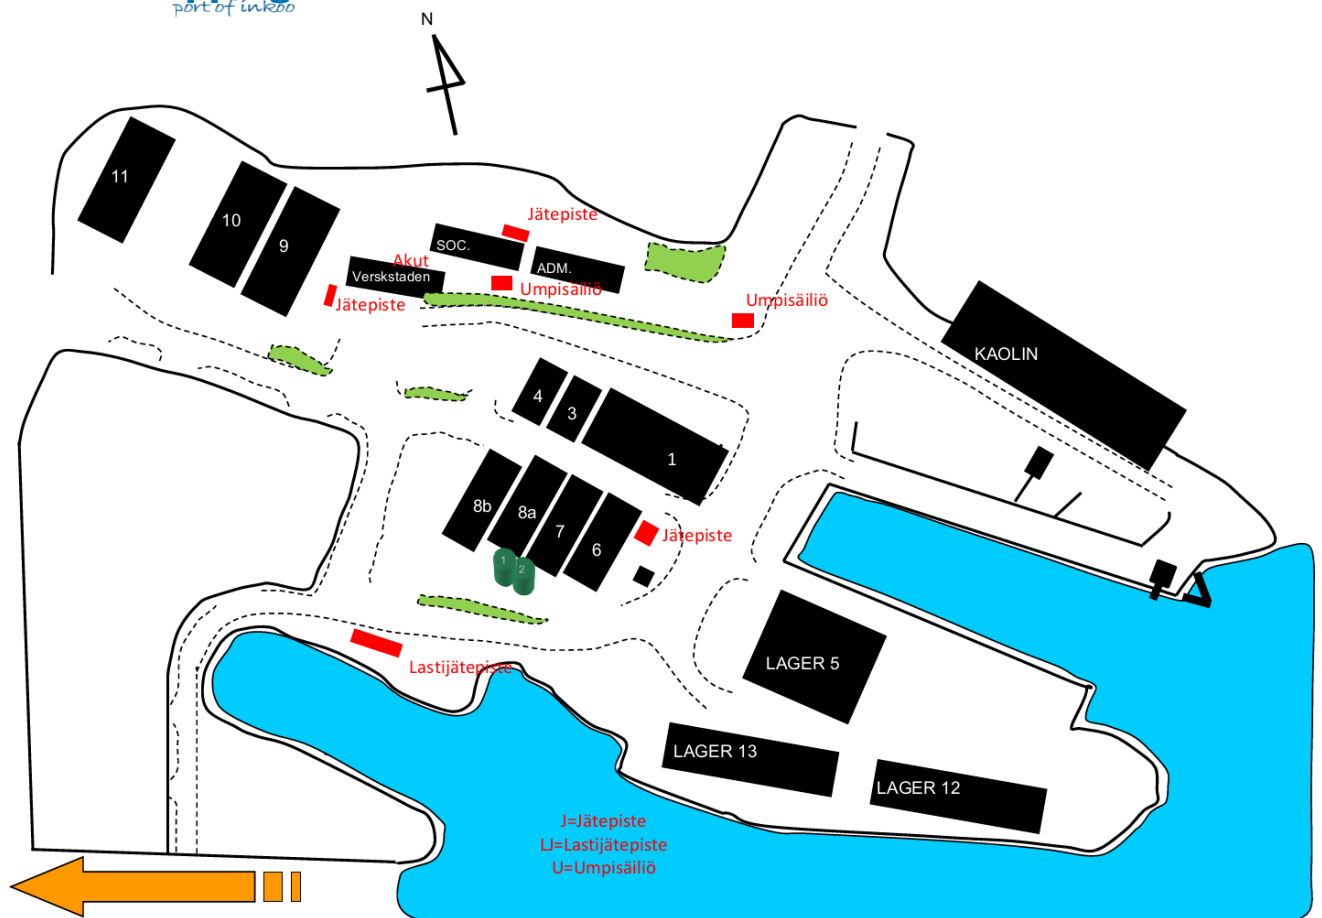 port of inkoo
N
11
10
9
Jätepiste
SOC.
ADM.
Akut
Verkstaden
Umpisäiliö
Jätepiste
Umpisäiliö
KAOLIN
4
3
1
8b
8a
7
6
Jätepiste
1
2
Lastijätepiste
LAGER 5
LAGER 13
LAGER 12
J=Jätepiste
LJ=Lastijätepiste
U=Umpisäiliö